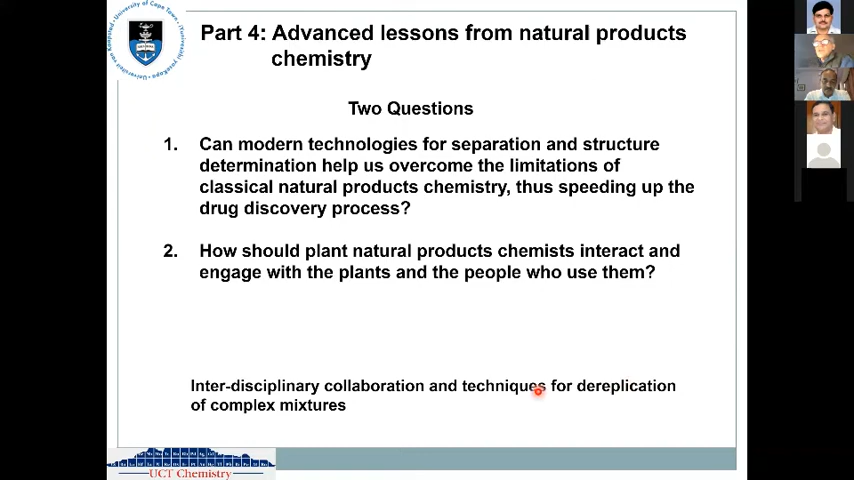 Part 4: Advanced lessons from natural products
chemistry
Two Questions
1. Can modern technologies for separation and structure
determination help us overcome the limitations of
classical natural products chemistry, thus speeding up the
drug discovery process?
2. How should plant natural products chemists interact and
engage with the plants and the people who use them?
Inter-disciplinary collaboration and techniques for dereplication
of complex mixtures
UCT Chemistry